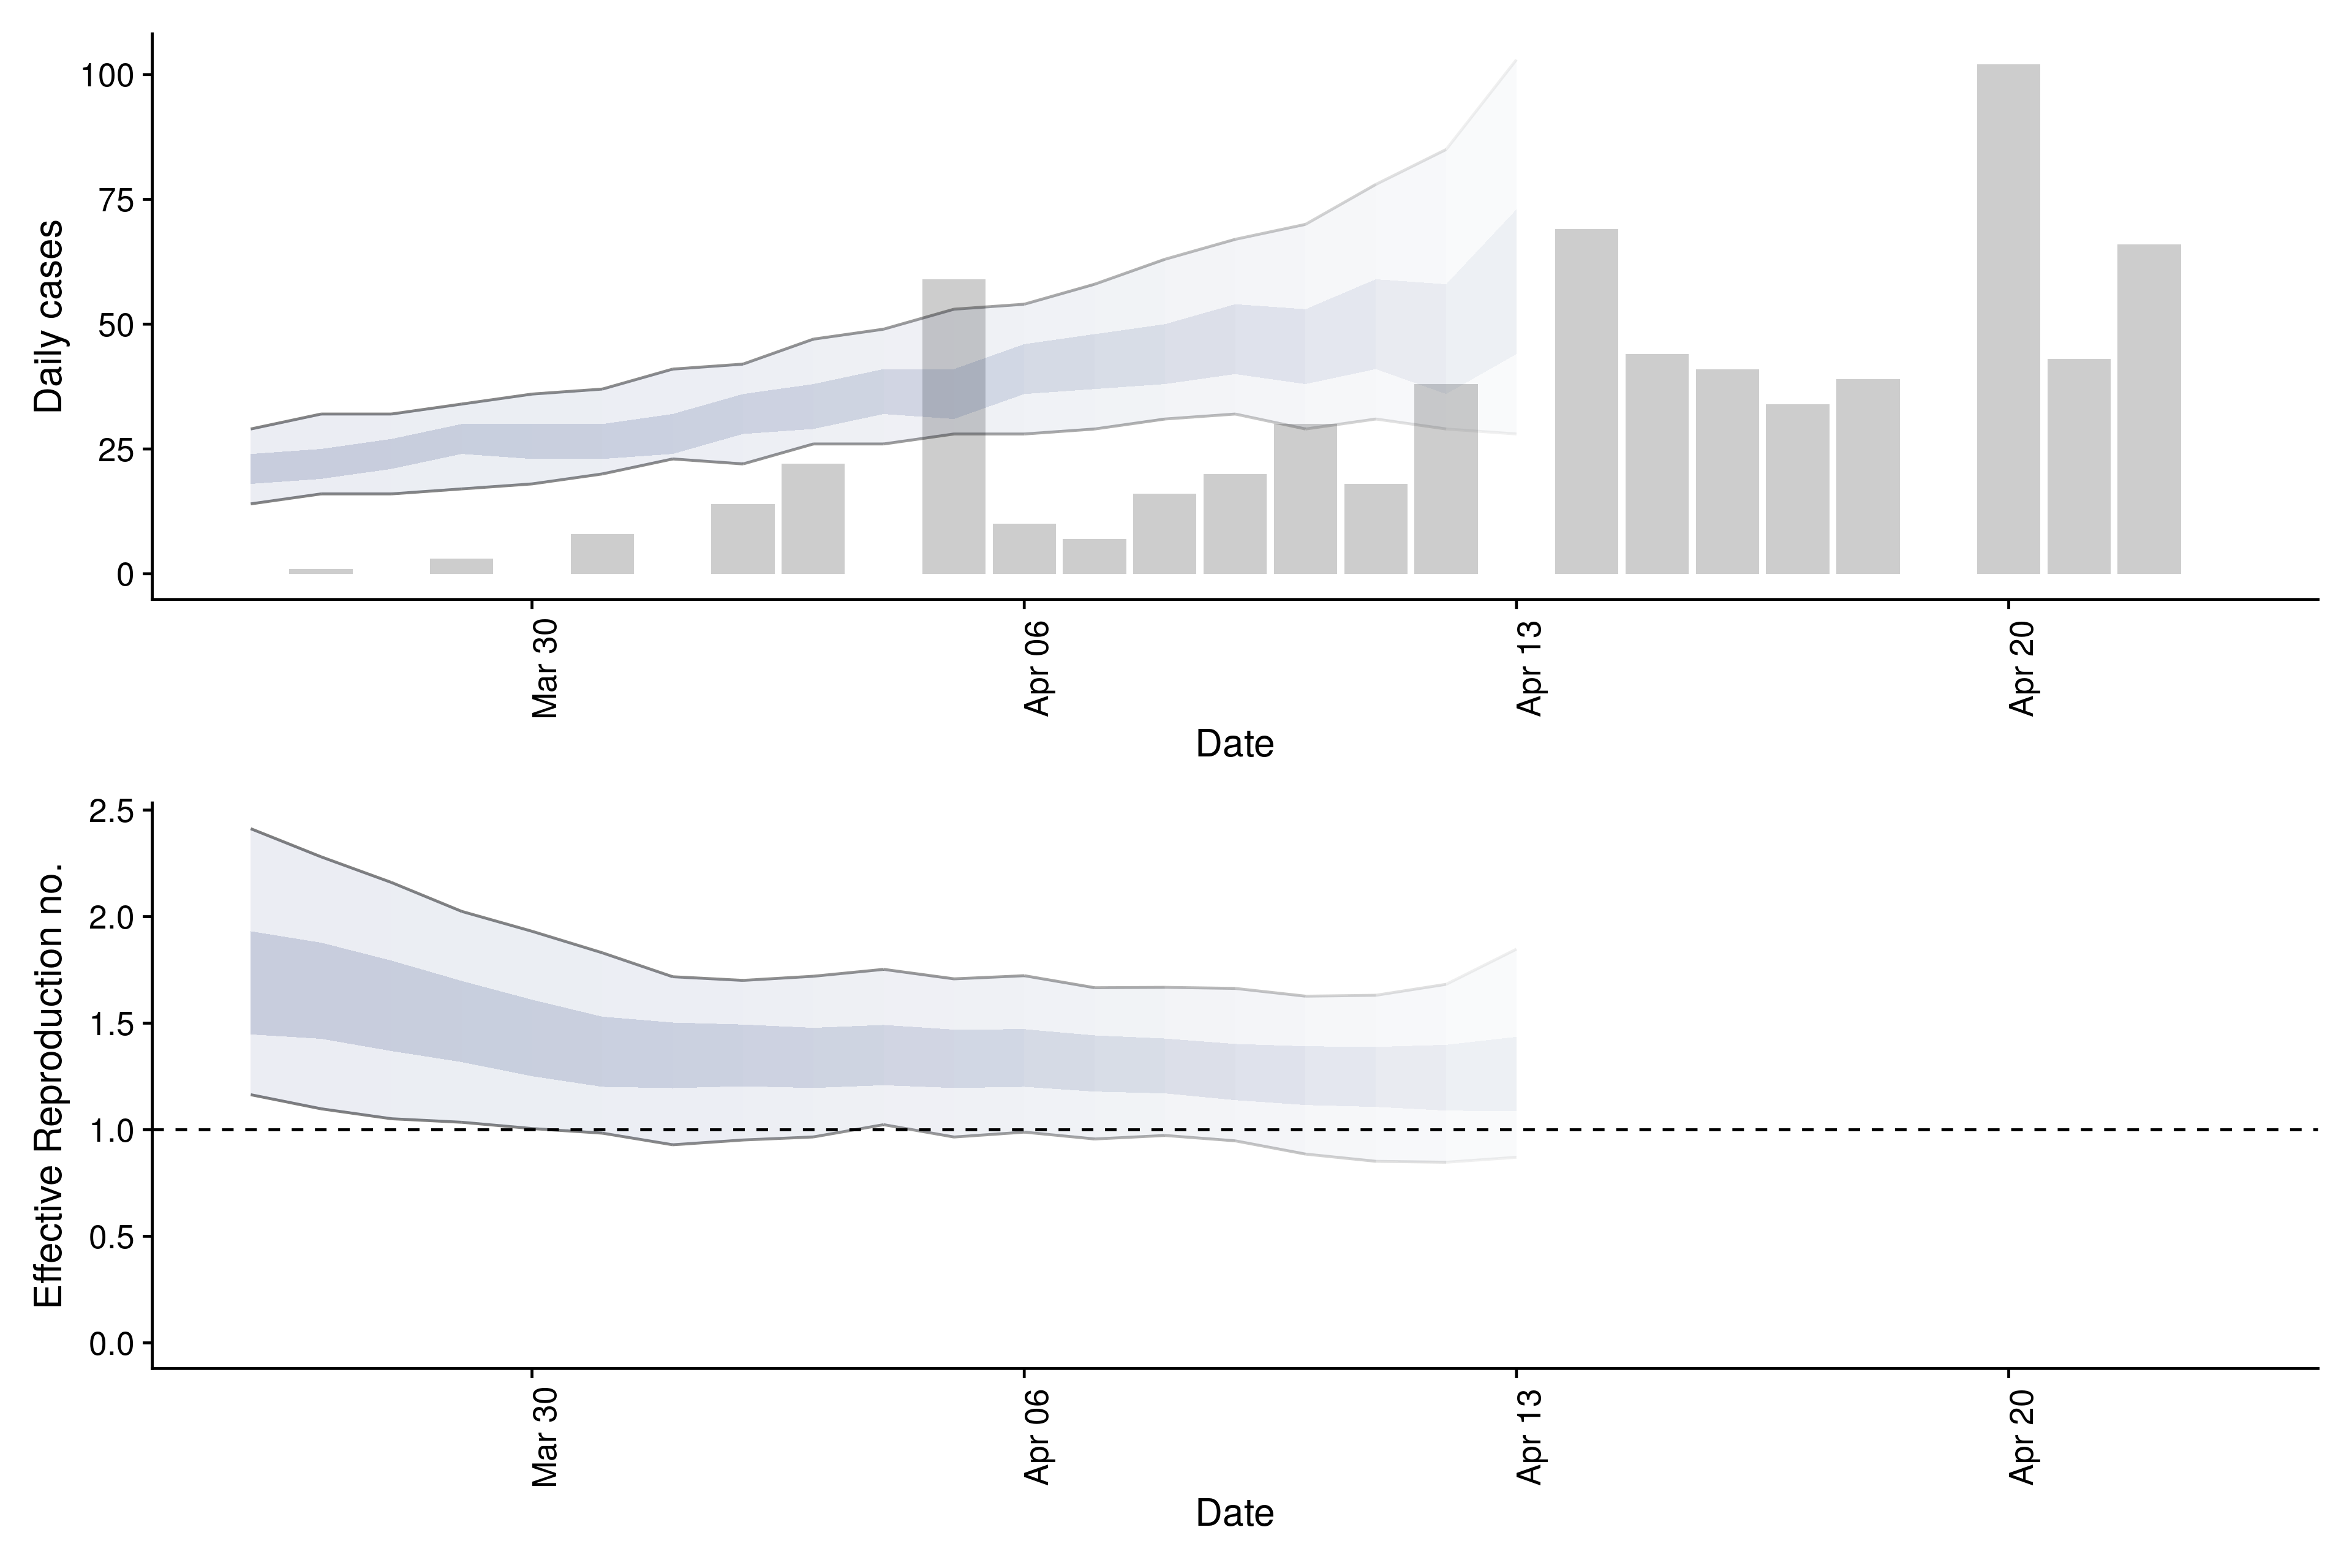 Daily cases
100
75
50
25
0
Mar 30
Apr 06
Apr 13
Apr 20
Date
Effective Reproduction no.
2.5
2.0
1.5
1.0
0.5
0.0
Mar 30
Apr 06
Apr 13
Apr 20
Date